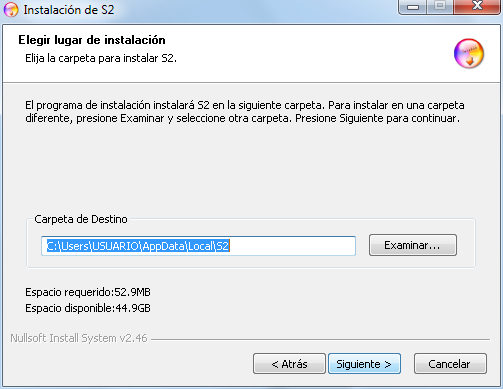 Instalación de S2
Elegir lugar de instalación
Elija la carpeta para instalar S2.
El programa de instalación instalará S2 en la siguiente carpeta. Para instalar en una carpeta
diferente, presione Examinar y seleccione otra carpeta. Presione Siguiente para continuar.
Carpeta de Destino
C:\Users\USUARIO\AppData\Local\S2
Examinar...
Espacio requerido:52.9MB
Espacio disponible:44.9GB
Nullsoft Install System v2.46
< Atrás
Siguiente >
Cancelar